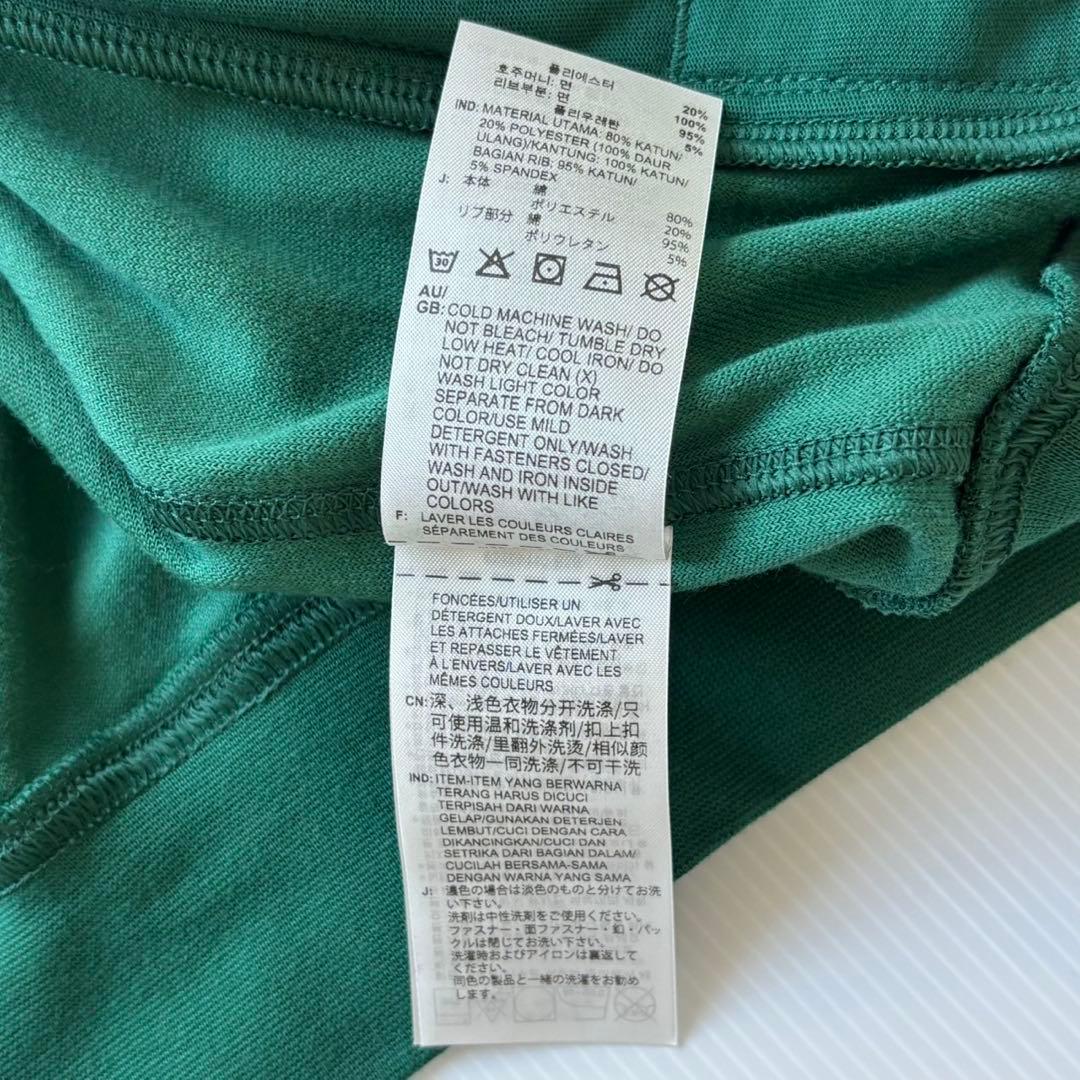 폴리에스터 20%
호주머니: 면 100%
리브부분: 면 95%
폴리우레탄 5%
IND: MATERIAL UTAMA: 80% KATUN/
20% POLYESTER (100% DAUR
ULANG)/KANTUNG: 100% KATUN/
BAGIAN RIB: 95% KATUN/
5% SPANDEX
J: 本体 綿 80%
ポリエステル 20%
リブ部分 綿 95%
ポリウレタン 5%
30
AU/
GB: COLD MACHINE WASH/ DO
NOT BLEACH/ TUMBLE DRY
LOW HEAT/ COOL IRON/ DO
NOT DRY CLEAN (X)
WASH LIGHT COLOR
SEPARATE FROM DARK
COLOR/USE MILD
DETERGENT ONLY/WASH
WITH FASTENERS CLOSED/
WASH AND IRON INSIDE
OUT/WASH WITH LIKE
COLORS
F: LAVER LES COULEURS CLAIRES
SÉPAREMENT DES COULEURS
FONCÉES/UTILISER UN
DÉTERGENT DOUX/LAVER AVEC
LES ATTACHES FERMÉES/LAVER
ET REPASSER LE VÊTEMENT
À L'ENVERS/LAVER AVEC LES
MÊMES COULEURS
CN: 深、浅色衣物分开洗涤/只
可使用温和洗涤剂/扣上扣
件洗涤/里翻外洗烫/相似颜
色衣物一同洗涤/不可干洗
IND: ITEM-ITEM YANG BERWARNA
TERANG HARUS DICUCI
TERPISAH DARI WARNA
GELAP/GUNAKAN DETERJEN
LEMBUT/CUCI DENGAN CARA
DIKANCINGKAN/CUCI DAN
SETRIKA DARI BAGIAN DALAM/
CUCILAH BERSAMA-SAMA
DENGAN WARNA YANG SAMA
J: 濃色の場合は淡色のものと分けてお洗
い下さい。
洗剤は中性洗剤をご使用ください。
ファスナー・面ファスナー・釦・バッ
クルは閉じてお洗い下さい。
洗濯時およびアイロンは裏返して
ください。
同色の製品と一緒の洗濯をお勧め
します。